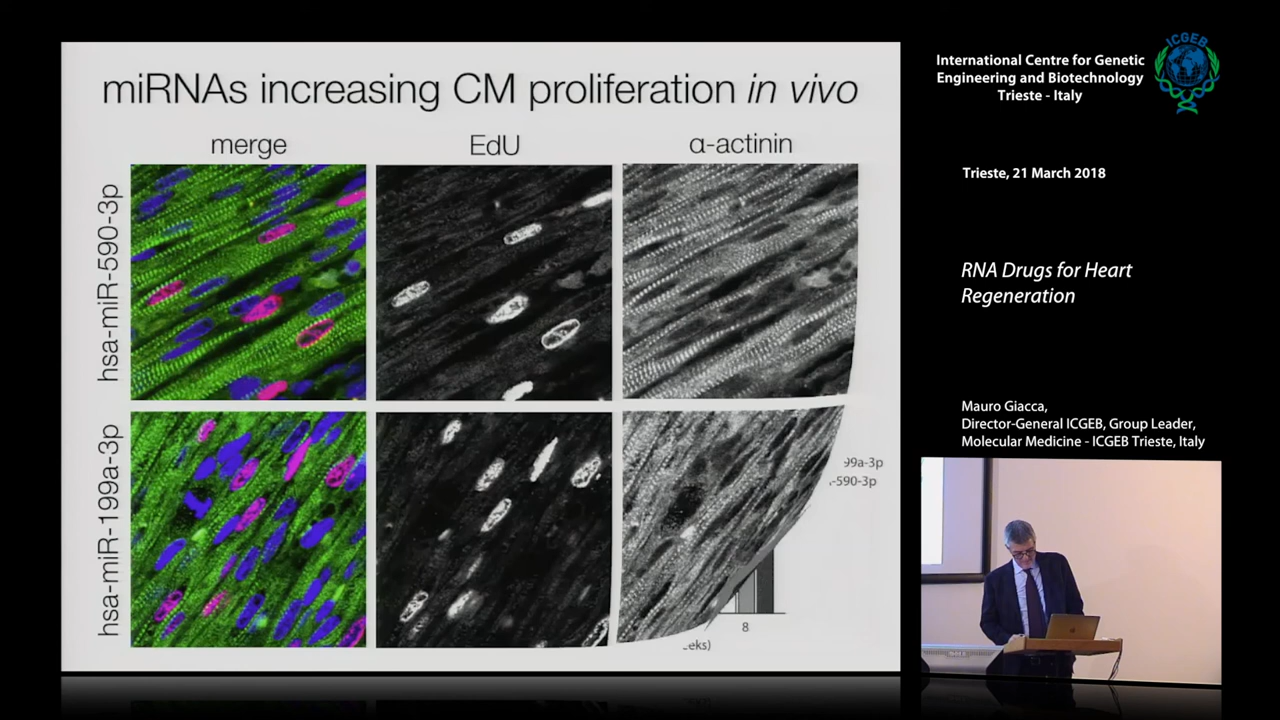 miRNAs increasing CM proliferation in vivo
merge
EdU
α-actinin
hsa-miR-590-3p
hsa-miR-199a-3p
99a-3p
-590-3p
8
eks)
International Centre for Genetic
Engineering and Biotechnology
Trieste - Italy
ICGEB
Trieste, 21 March 2018
RNA Drugs for Heart
Regeneration
Mauro Giacca,
Director-General ICGEB, Group Leader,
Molecular Medicine - ICGEB Trieste, Italy